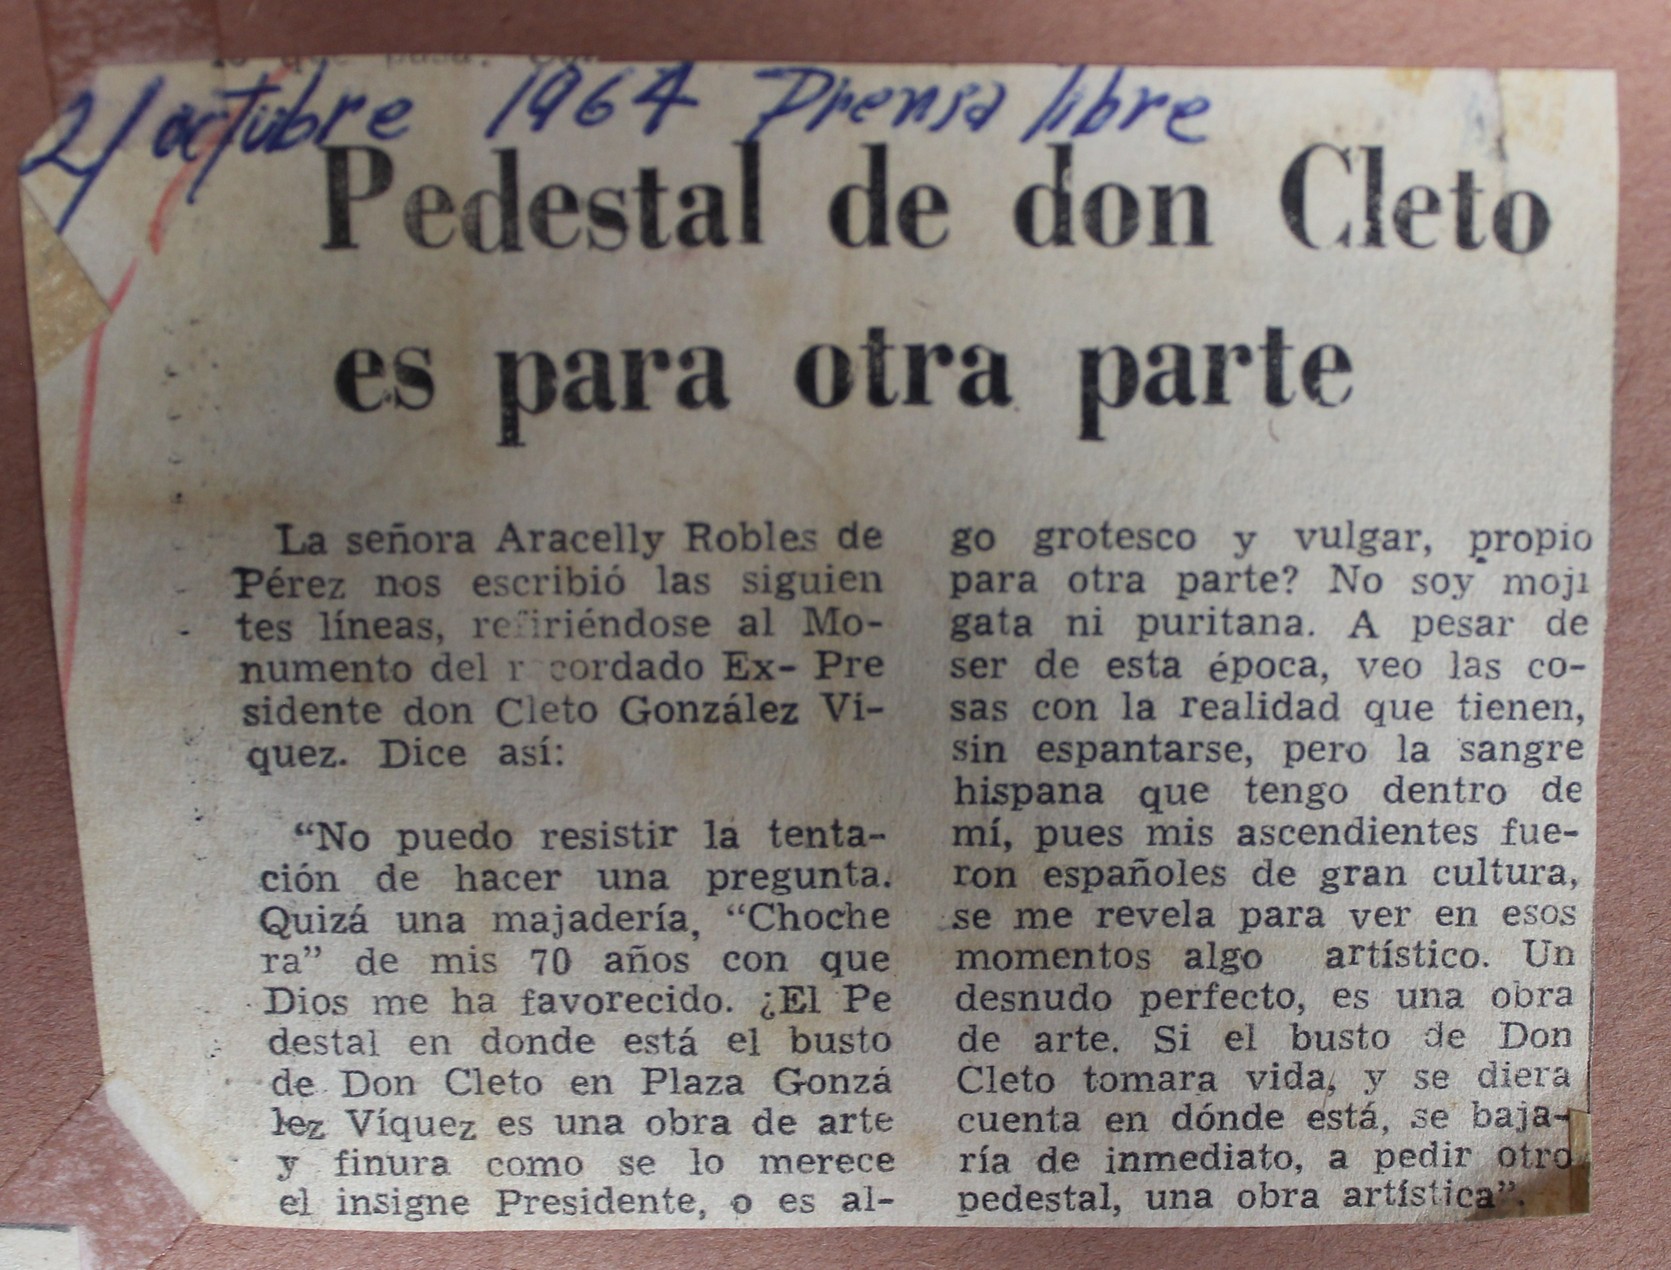 2/ octubre 1964 Prensa libre
Pedestal de don Cleto
es para otra parte
La señora Aracelly Robles de
Pérez nos escribió las siguien
tes líneas, refiriéndose al Mo-
numento del r cordado Ex- Pre
sidente don Cleto González Ví-
quez. Dice así:
"No puedo resistir la tenta-
ción de hacer una pregunta.
Quizá una majadería, "Choche
ra" de mis 70 años con que
Dios me ha favorecido. ¿El Pe
destal en donde está el busto
de Don Cleto en Plaza Gonzá
lez Víquez es una obra de arte
y finura como se lo merece
el insigne Presidente, o es al-
go grotesco y vulgar, propio
para otra parte? No soy moji
gata ni puritana. A pesar de
ser de esta época, veo las co-
sas con la realidad que tienen,
sin espantarse, pero la sangre
hispana que tengo dentro de
mí, pues mis ascendientes fue-
ron españoles de gran cultura,
se me revela para ver en esos
momentos algo artístico. Un
desnudo perfecto, es una obra
de arte. Si el busto de Don
Cleto tomara vida, y se diera
cuenta en dónde está, se baja-
ría de inmediato, a pedir otro
pedestal, una obra artística".